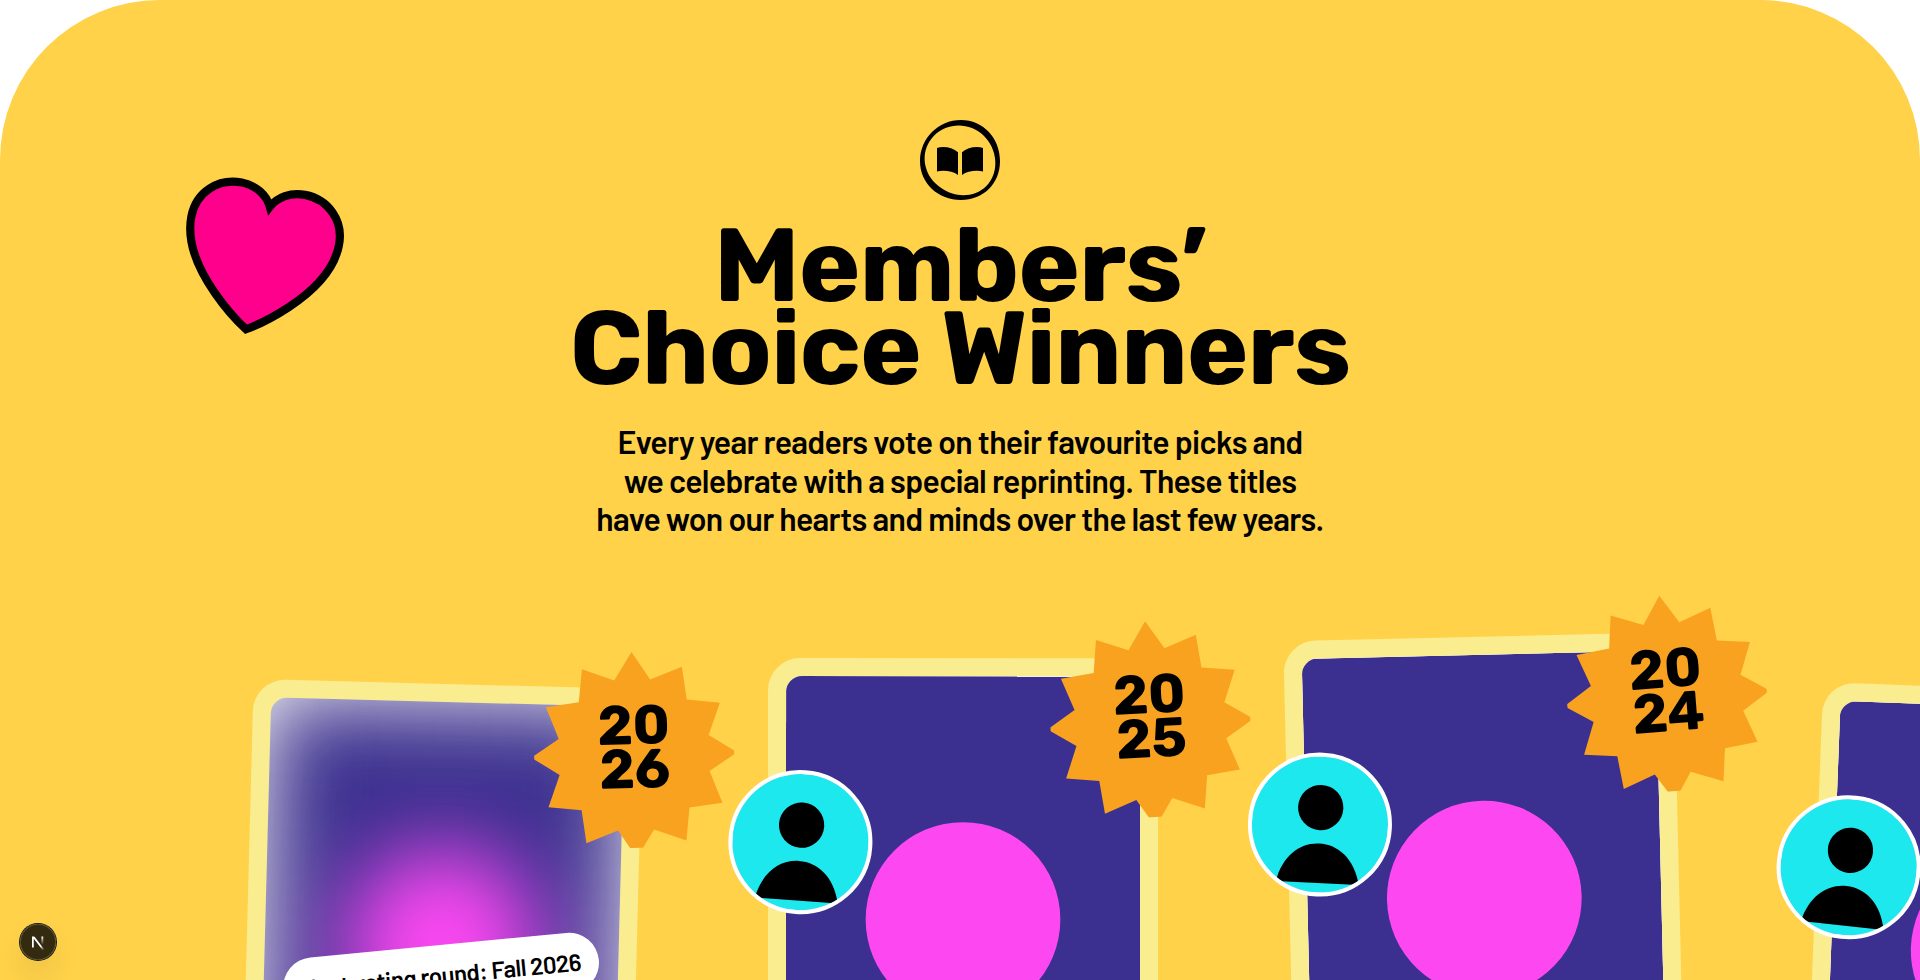 Members’
Choice Winners
Every year readers vote on their favourite picks and
we celebrate with a special reprinting. These titles
have won our hearts and minds over the last few years.
20
26
20
25
20
24
round: Fall 2026
N